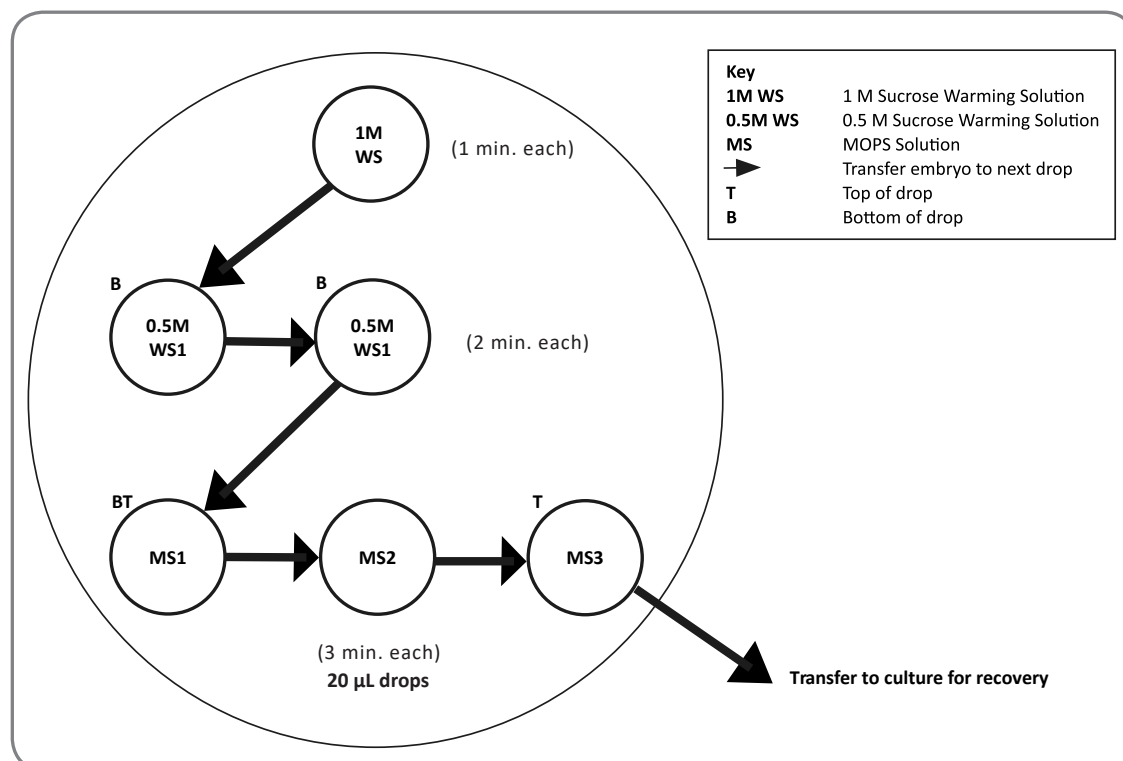 Key
1M WS 1 M Sucrose Warming Solution
0.5M WS 0.5 M Sucrose Warming Solution
MS MOPS Solution
Transfer embryo to next drop
T Top of drop
B Bottom of drop
1M
WS
(1 min. each)
B
0.5M
WS1
B
0.5M
WS1
(2 min. each)
BT
MS1
MS2
T
MS3
(3 min. each)
20 µL drops
Transfer to culture for recovery